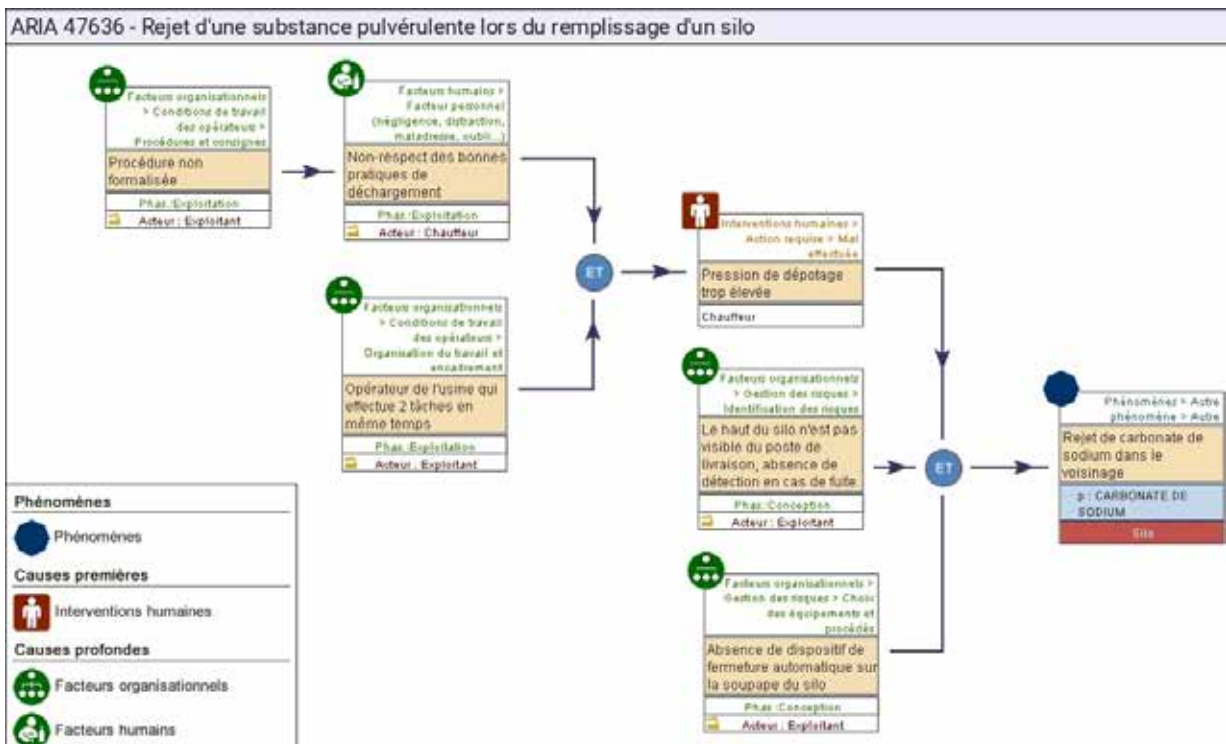 ARIA 47636 - Rejet d'une substance pulvérulente lors du remplissage d'un silo
Facteurs organisationnels
> Conditions de travail
des opérateurs >
Procédures et consignes
Procédure non
formalisée
Phas.:Exploitation
Acteur : Exploitant
Facteurs humains >
Facteur personnel
(négligence, distraction,
maladresse, oubli...)
Non-respect des bonnes
pratiques de
déchargement
Phas.:Exploitation
Acteur : Chauffeur
Facteurs organisationnels
> Conditions de travail
des opérateurs >
Organisation du travail et
encadrement
Opérateur de l'usine qui
effectue 2 tâches en
même temps
Phas.:Exploitation
Acteur : Exploitant
ET
Interventions humaines >
Action requise > Mal
effectuée
Pression de dépotage
trop élevée
Chauffeur
Facteurs organisationnels
> Gestion des risques >
Identification des risques
Le haut du silo n'est pas
visible du poste de
livraison, absence de
détection en cas de fuite
Phas.:Conception
Acteur : Exploitant
Facteurs organisationnels >
Gestion des risques > Choix
des équipements et
procédés
Absence de dispositif de
fermeture automatique sur
la soupape du silo
Phas.:Conception
Acteur : Exploitant
ET
Phénomènes > Autre
phénomène > Autre
Rejet de carbonate de
sodium dans le
voisinage
p : CARBONATE DE
SODIUM
Silo
Phénomènes
Phénomènes
Causes premières
Interventions humaines
Causes profondes
Facteurs organisationnels
Facteurs humains